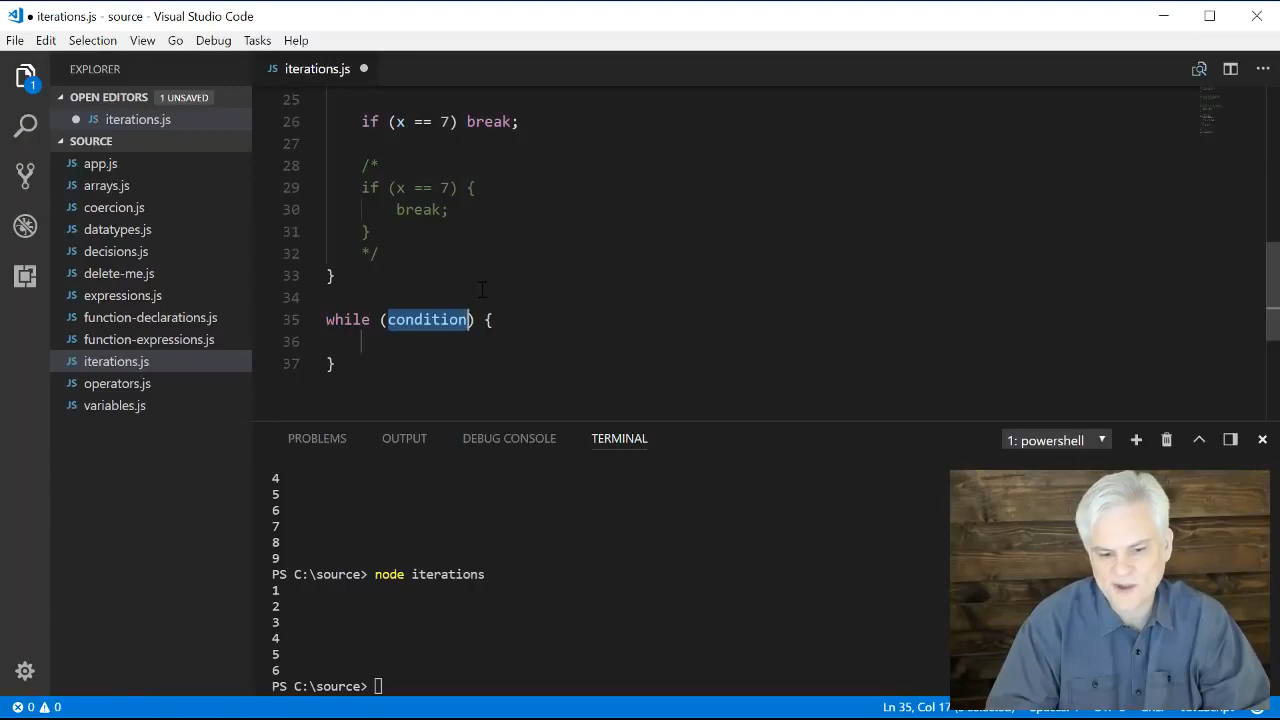 iterations.js - source - Visual Studio Code
File Edit Selection View Go Debug Tasks Help
EXPLORER
OPEN EDITORS 1 UNSAVED
iterations.js
SOURCE
app.js
arrays.js
coercion.js
datatypes.js
decisions.js
delete-me.js
expressions.js
function-declarations.js
function-expressions.js
iterations.js
operators.js
variables.js
JS iterations.js
25
26 if (x == 7) break;
27
28 /*
29 if (x == 7) {
30 break;
31 }
32 */
33 }
34
35 while (condition) {
36
37 }
PROBLEMS OUTPUT DEBUG CONSOLE TERMINAL 1: powershell
4
5
6
7
8
9
PS C:\source> node iterations
1
2
3
4
5
6
PS C:\source>
0 0 Ln 35, Col 17